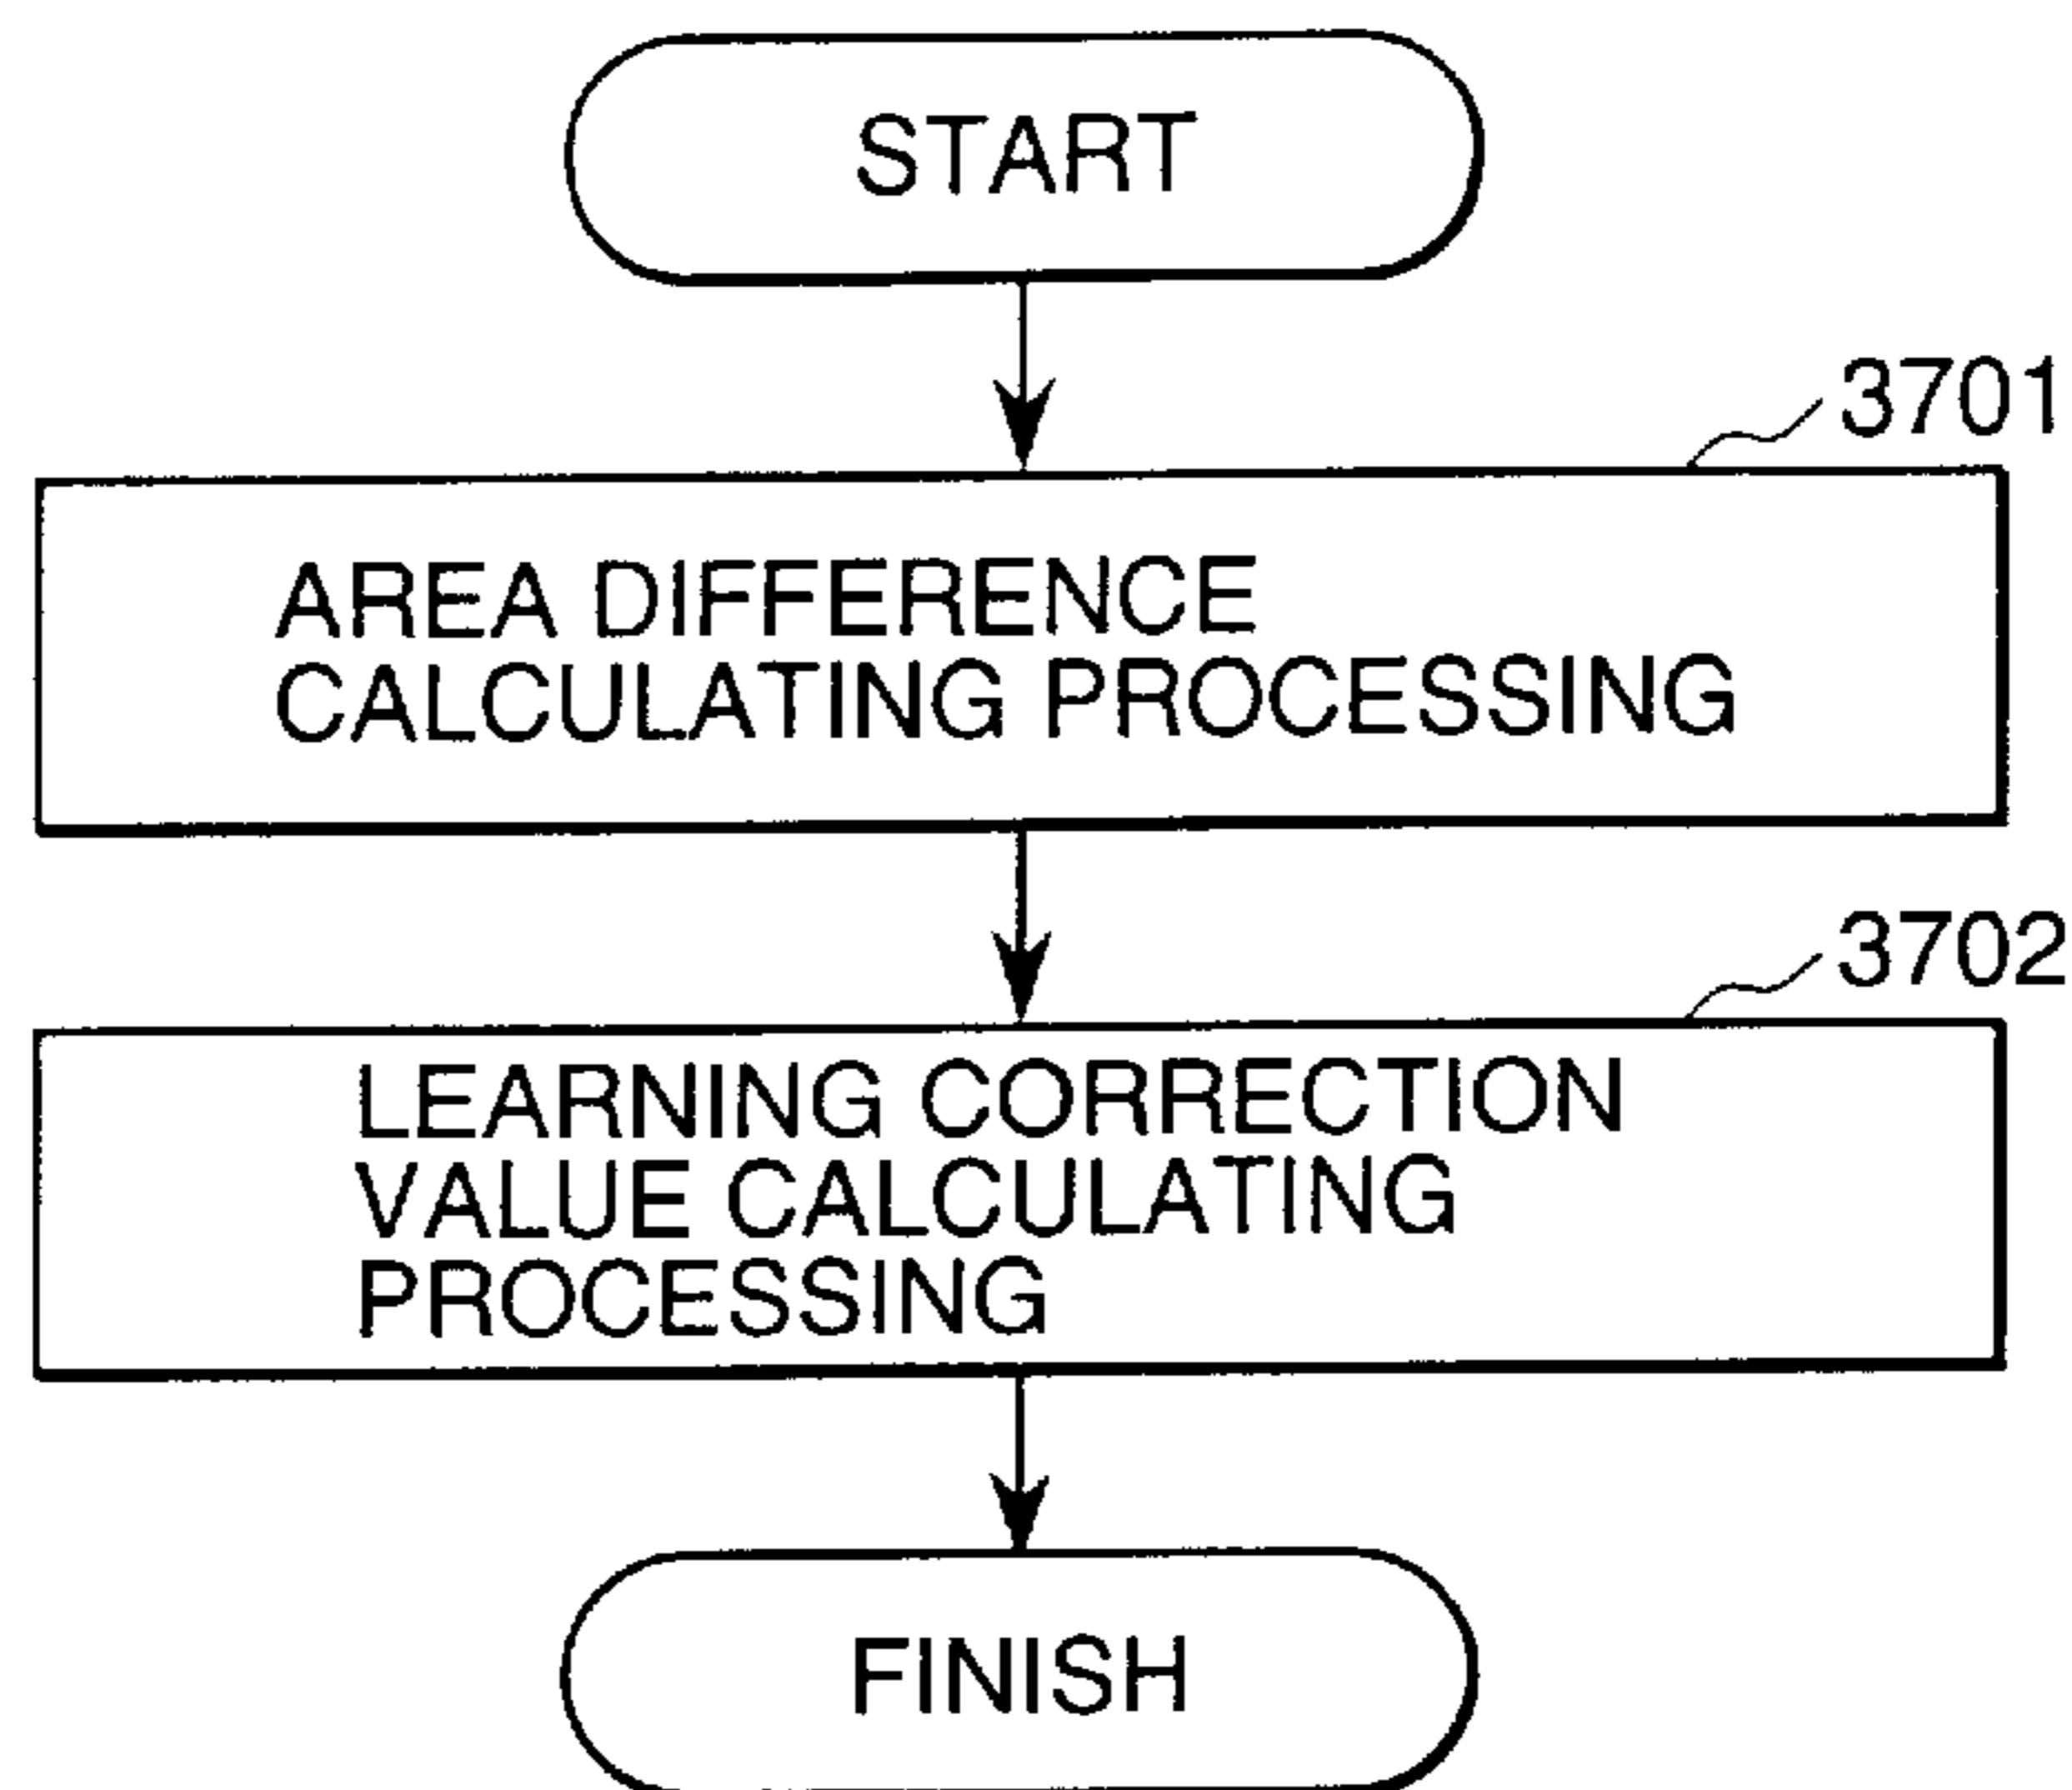 START
3701
AREA DIFFERENCE
CALCULATING PROCESSING
3702
LEARNING CORRECTION
VALUE CALCULATING
PROCESSING
FINISH